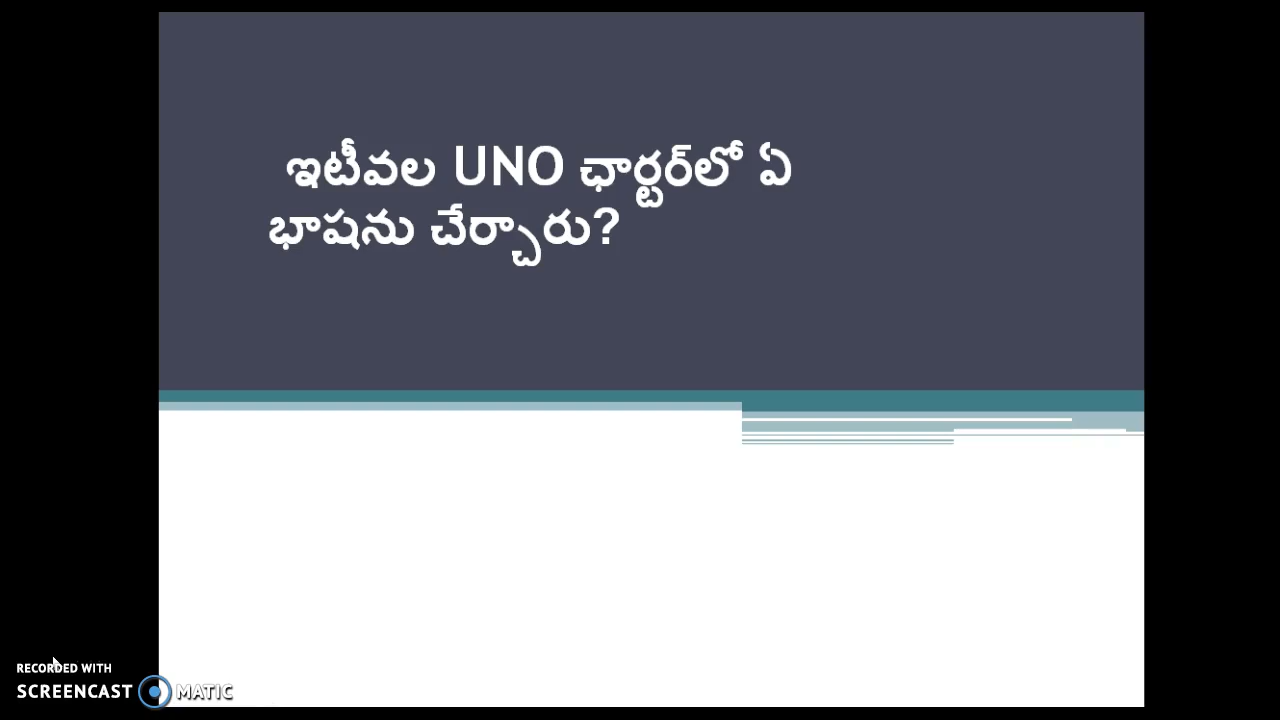 ఇటీవల UNO ఛార్టర్‌లో ఏ
భాషను చేర్చారు?
RECORDED WITH
SCREENCAST MATIC